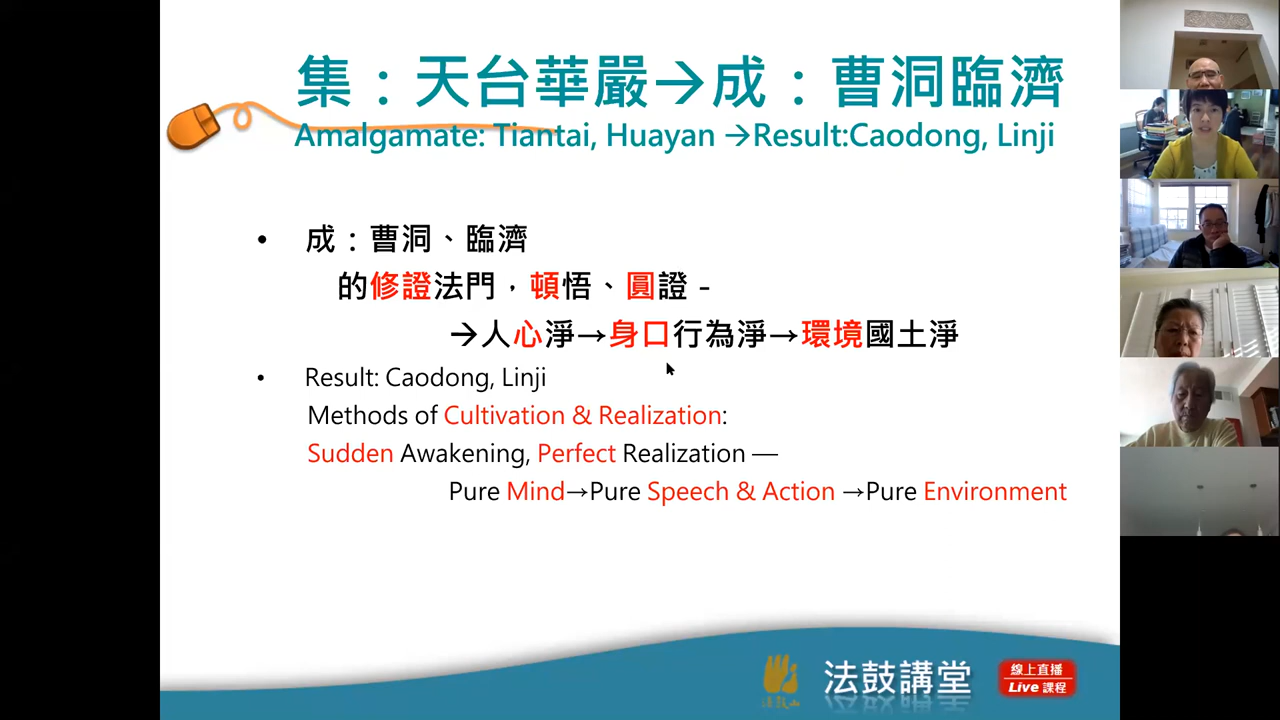 集：天台華嚴→成：曹洞臨濟
Amalgamate: Tiantai, Huayan →Result:Caodong, Linji
• 成：曹洞、臨濟
的修證法門，頓悟、圓證 -
→人心淨→身口行為淨→環境國土淨
• Result: Caodong, Linji
Methods of Cultivation & Realization:
Sudden Awakening, Perfect Realization —
Pure Mind→Pure Speech & Action →Pure Environment
法鼓講堂
線上直播
Live 課程